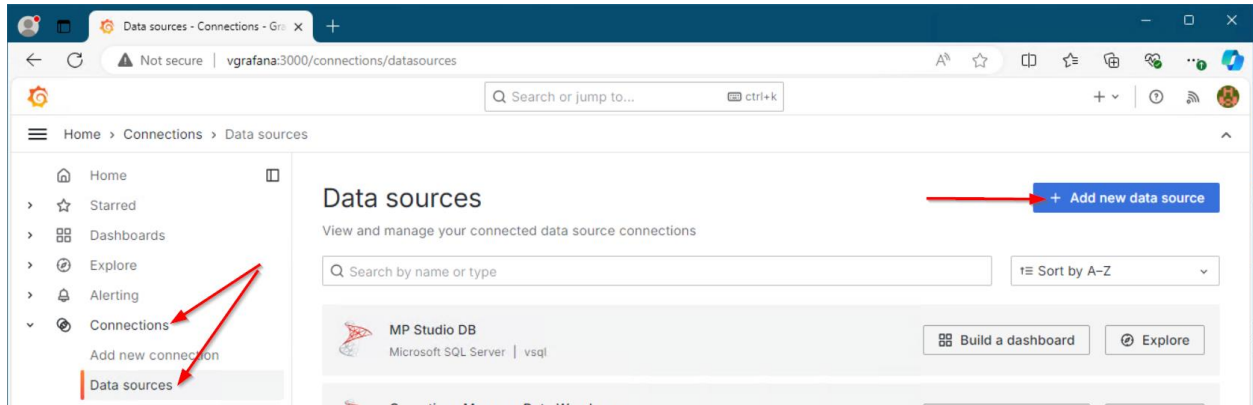 Data sources - Connections - Gra
Not secure | vgrafana:3000/connections/datasources
Search or jump to... ctrl+k
Home > Connections > Data sources
Home
Starred
Dashboards
Explore
Alerting
Connections
Add new connection
Data sources
Data sources
+ Add new data source
View and manage your connected data source connections
Search by name or type
Sort by A–Z
MP Studio DB
Microsoft SQL Server | vsql
Build a dashboard
Explore